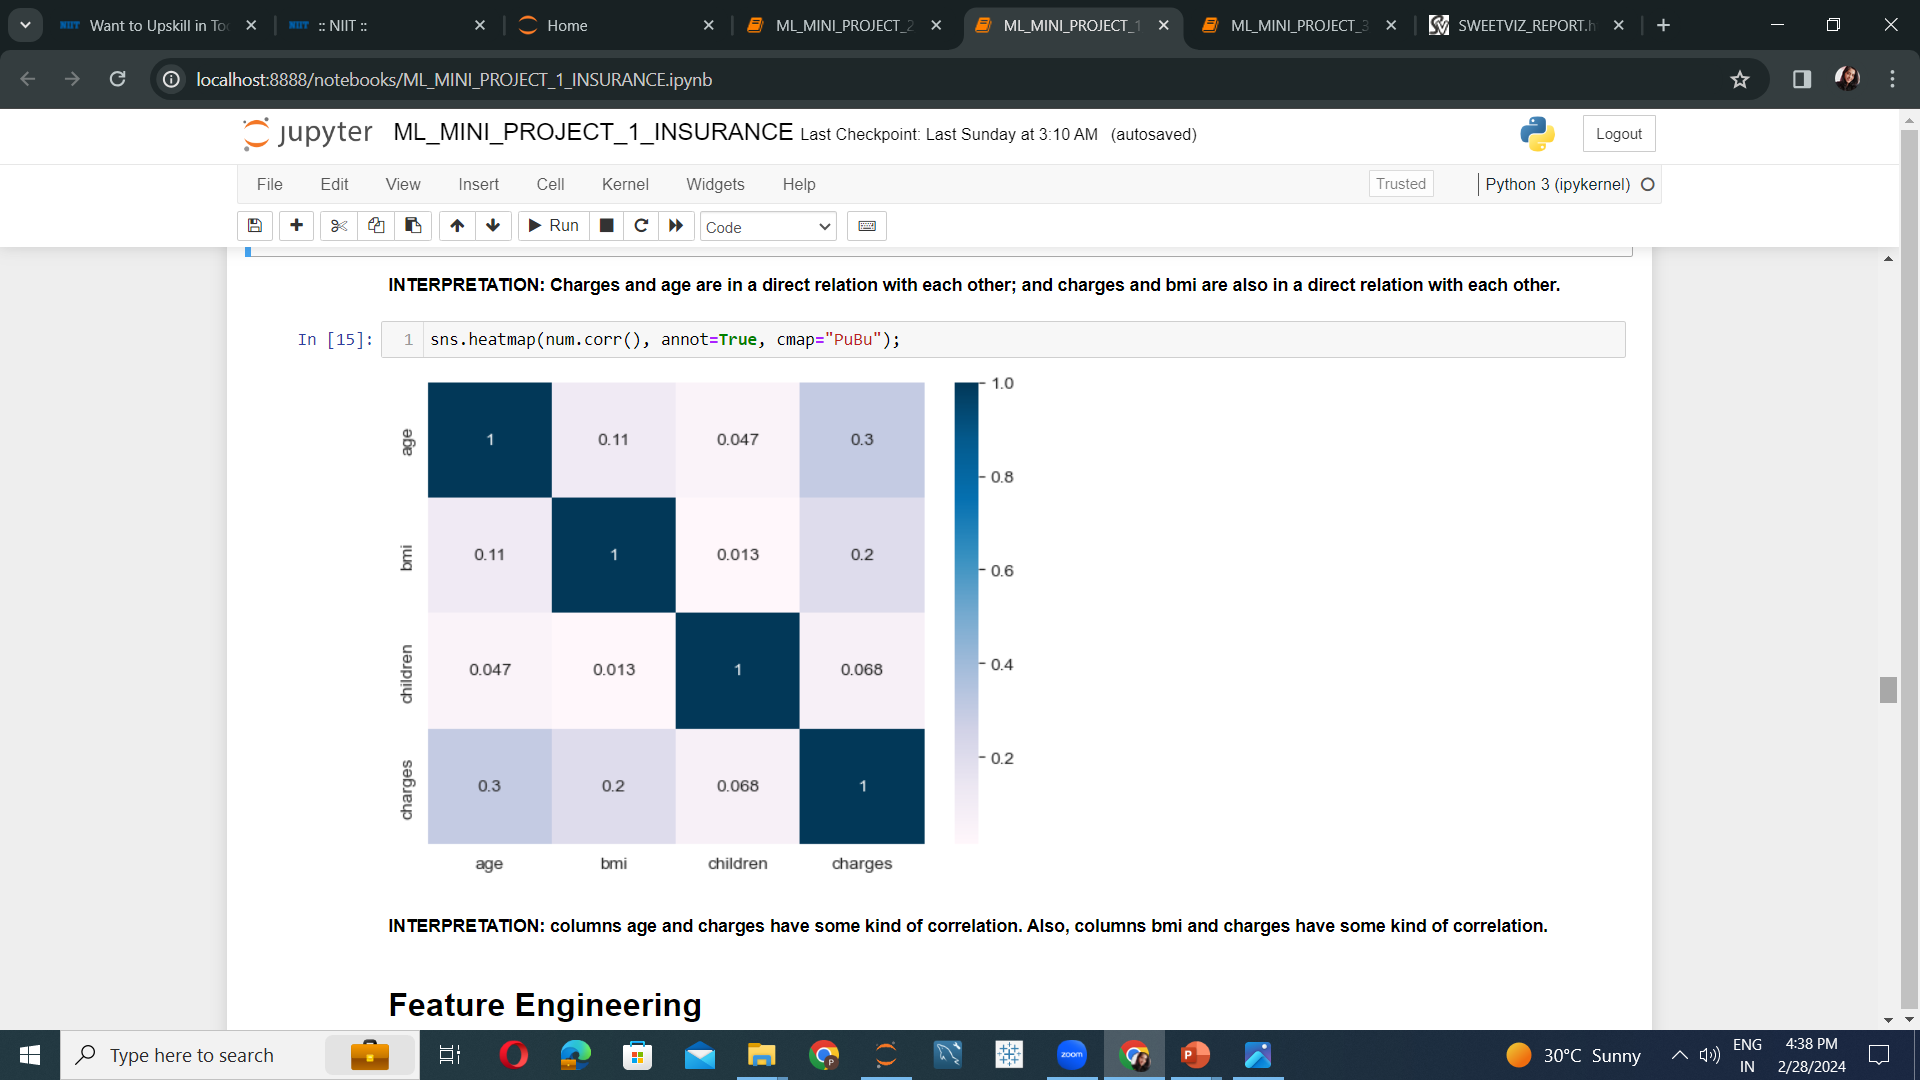 NIIT Want to Upskill in Too
NIIT :: NIIT ::
Home
ML_MINI_PROJECT_2
ML_MINI_PROJECT_1
ML_MINI_PROJECT_3
SWEETVIZ_REPORT.h
localhost:8888/notebooks/ML_MINI_PROJECT_1_INSURANCE.ipynb
jupyter ML_MINI_PROJECT_1_INSURANCE Last Checkpoint: Last Sunday at 3:10 AM (autosaved)
Logout
File Edit View Insert Cell Kernel Widgets Help
Trusted
Python 3 (ipykernel)
Run
Code
INTERPRETATION: Charges and age are in a direct relation with each other; and charges and bmi are also in a direct relation with each other.
In [15]: 1 sns.heatmap(num.corr(), annot=True, cmap="PuBu");
1.0
age 1 0.11 0.047 0.3
0.8
bmi 0.11 1 0.013 0.2
0.6
children 0.047 0.013 1 0.068
0.4
0.2
charges 0.3 0.2 0.068 1
age bmi children charges
INTERPRETATION: columns age and charges have some kind of correlation. Also, columns bmi and charges have some kind of correlation.
Feature Engineering
Type here to search
zoom
P
30°C Sunny
ENG
IN
4:38 PM
2/28/2024